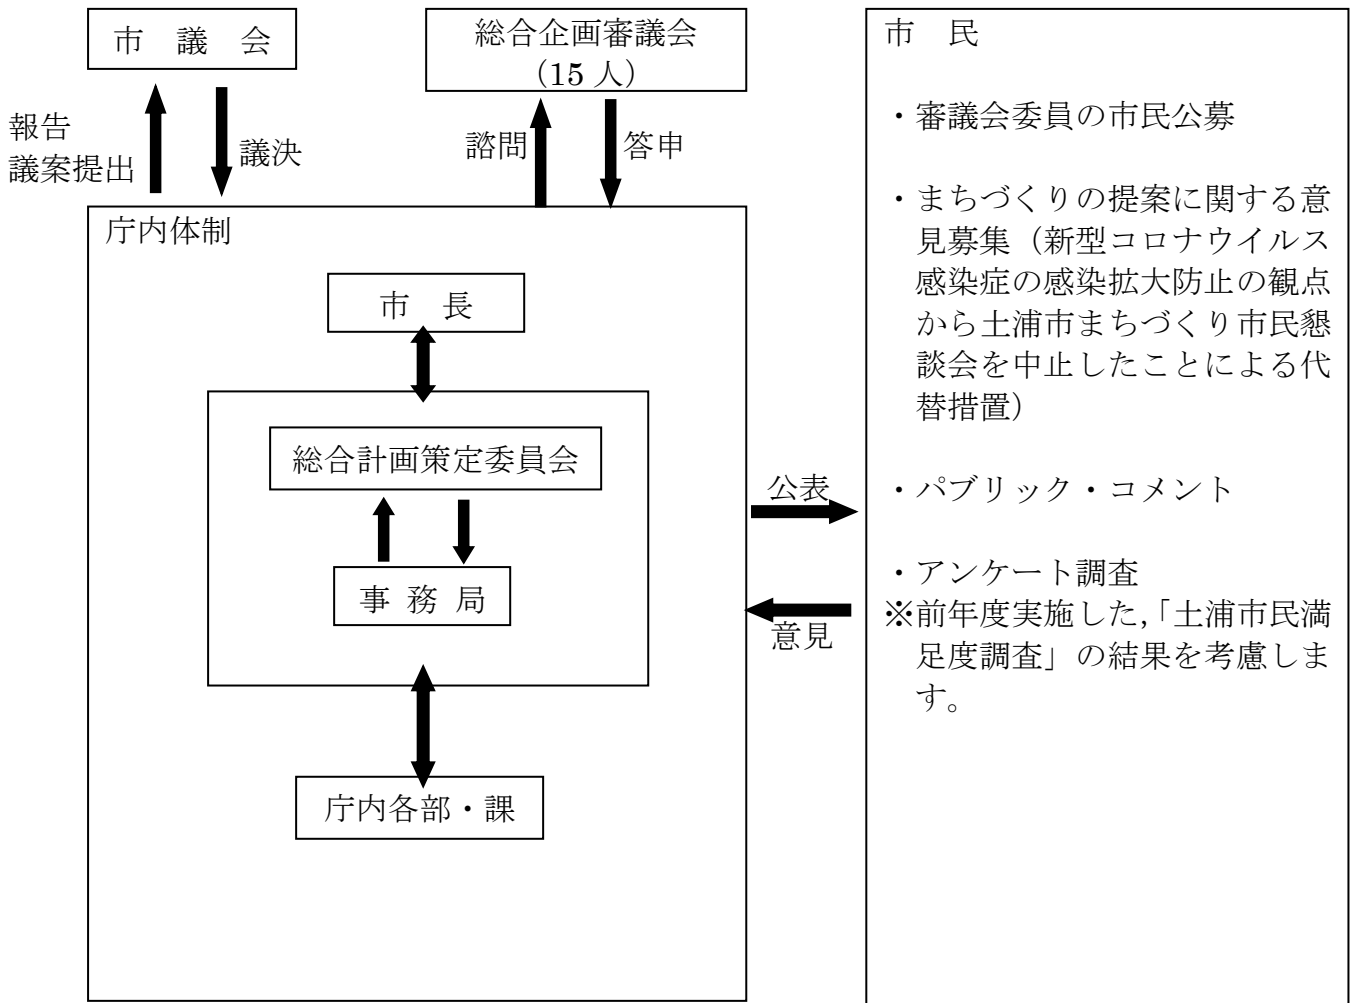 市　議　会
総合企画審議会
（15 人）
報告
議案提出
議決
諮問
答申
庁内体制
市　長
総合計画策定委員会
事 務 局
庁内各部・課
公表
意見
市　民
・審議会委員の市民公募
・まちづくりの提案に関する意
見募集（新型コロナウイルス
感染症の感染拡大防止の観点
から土浦市まちづくり市民懇
談会を中止したことによる代
替措置）
・パブリック・コメント
・アンケート調査
※前年度実施した,「土浦市民満
足度調査」の結果を考慮しま
す。